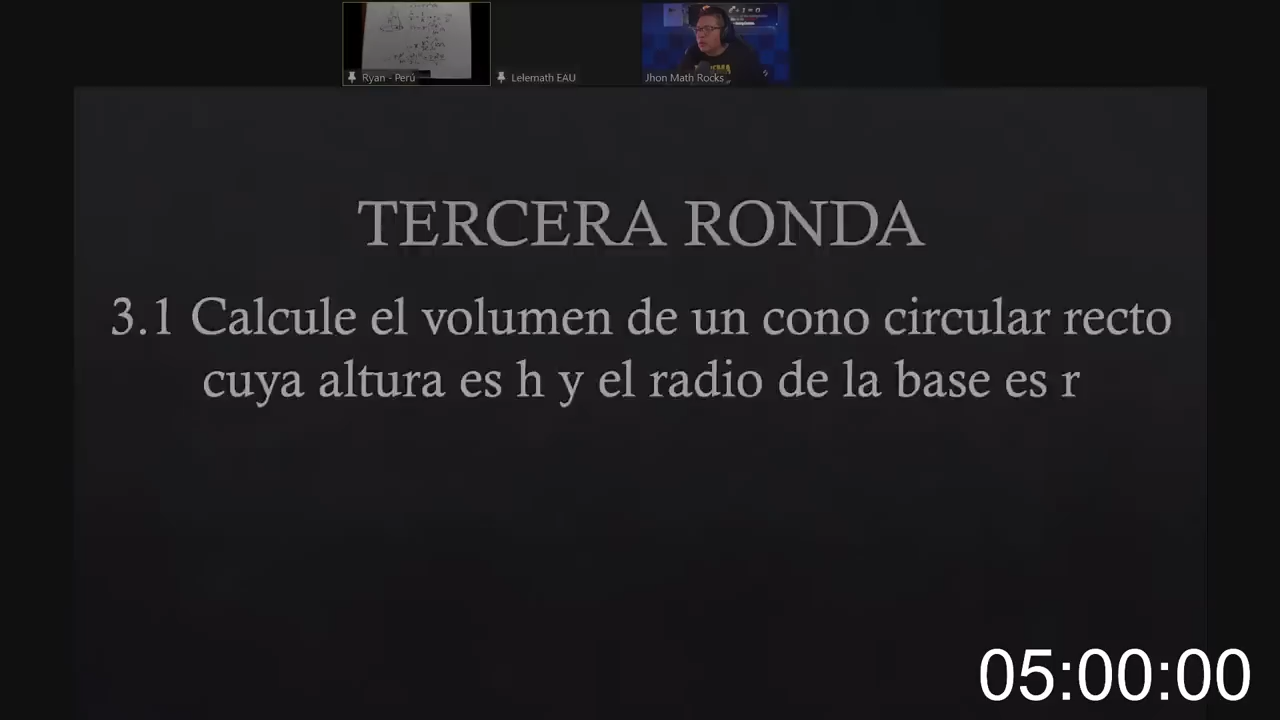 Ryan - Perú
Lelemath EAU
Jhon Math Rocks
TERCERA RONDA
3.1 Calcule el volumen de un cono circular recto
cuya altura es h y el radio de la base es r
05:00:00